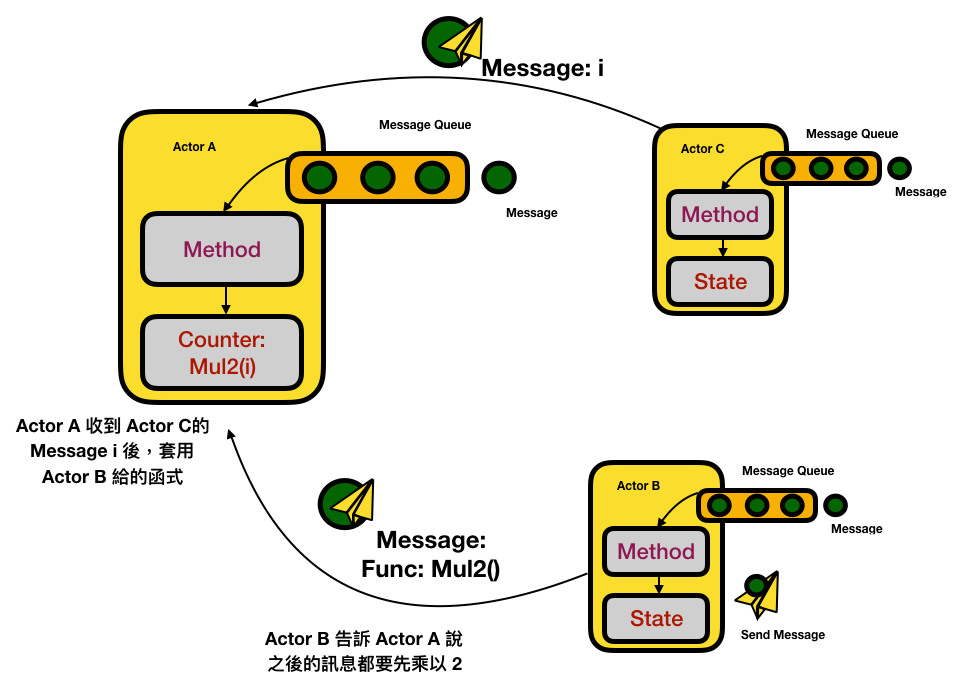 Message: i
Actor A
Message Queue
Message
Method
Counter:
Mul2(i)
Actor C
Message Queue
Message
Method
State
Actor A 收到 Actor C的
Message i 後，套用
Actor B 給的函式
Message:
Func: Mul2()
Actor B 告訴 Actor A 說
之後的訊息都要先乘以 2
Actor B
Message Queue
Message
Method
State
Send Message